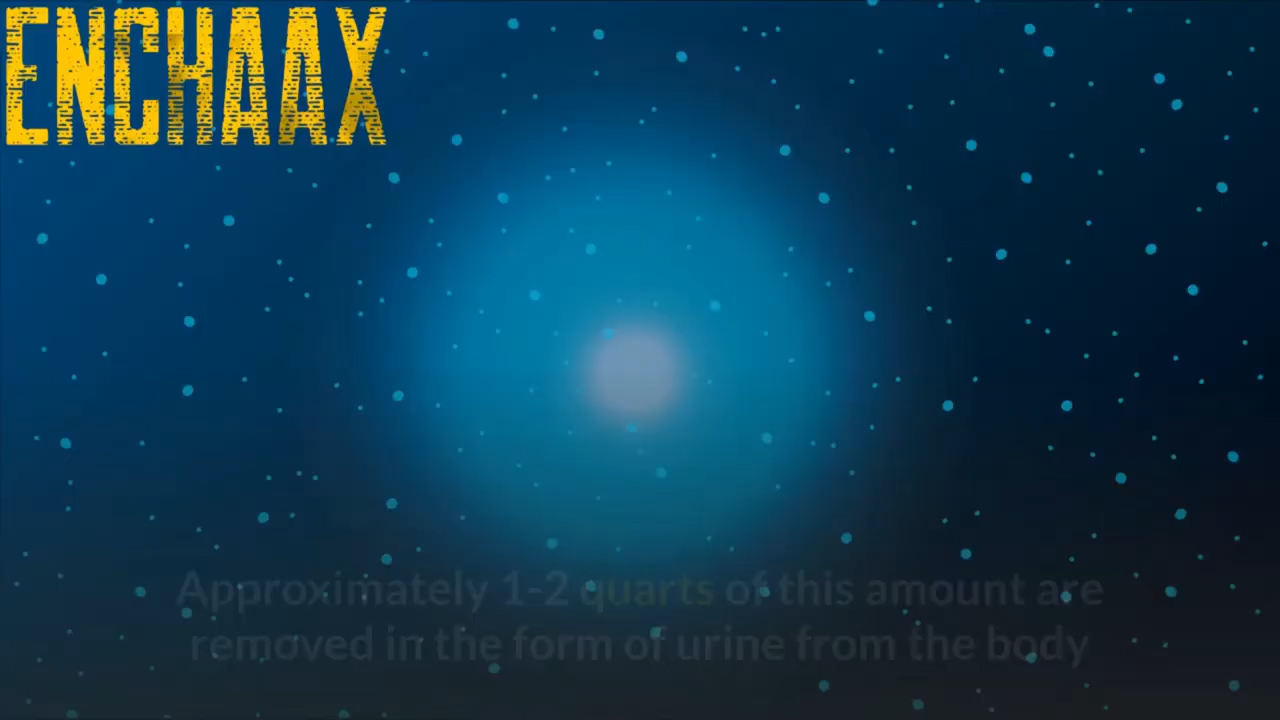 ENCHAAX
Approximately 1-2 quarts of this amount are
removed in the form of urine from the body